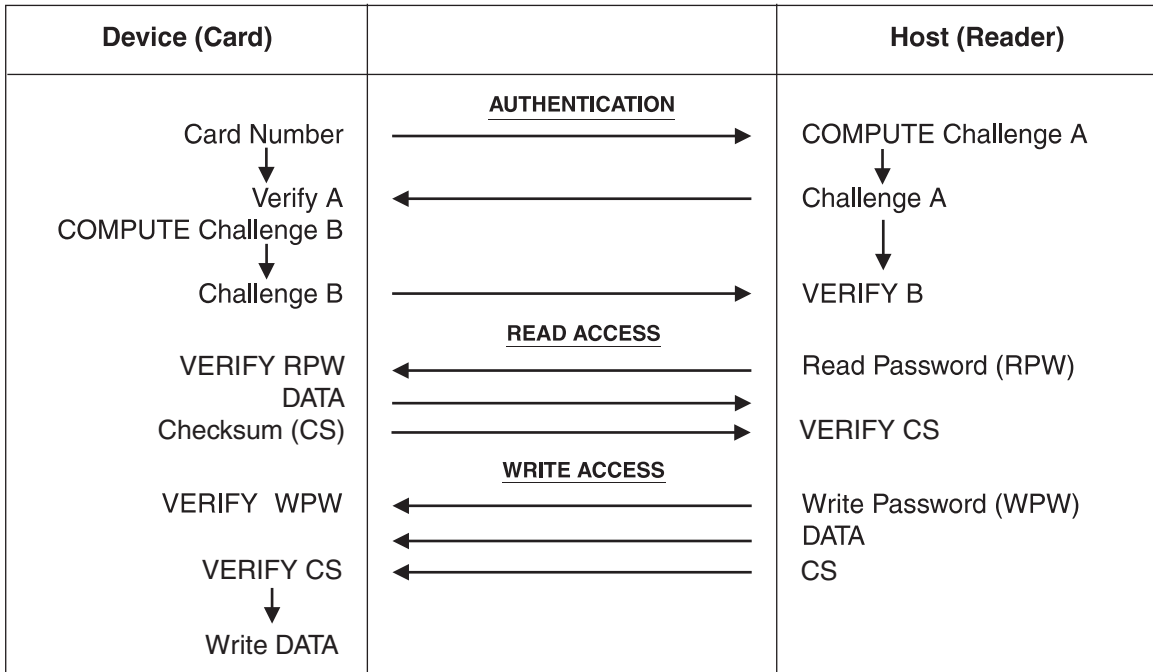 Device (Card) Host (Reader)
AUTHENTICATION
Card Number COMPUTE Challenge A
Verify A Challenge A
COMPUTE Challenge B
Challenge B VERIFY B
READ ACCESS
VERIFY RPW Read Password (RPW)
DATA
Checksum (CS) VERIFY CS
WRITE ACCESS
VERIFY WPW Write Password (WPW)
DATA
VERIFY CS CS
Write DATA